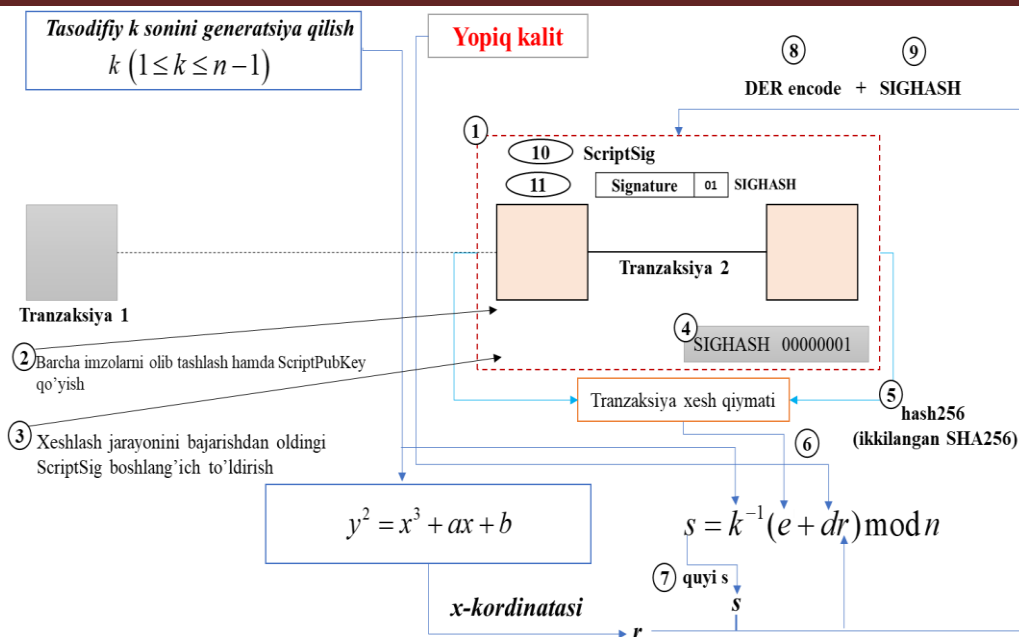 Tasodifiy k sonini generatsiya qilish
k (1 ≤ k ≤ n−1)
Yopiq kalit
8
9
DER encode + SIGHASH
1
10 ScriptSig
11 Signature 01 SIGHASH
Tranzaksiya 2
Tranzaksiya 1
4
SIGHASH 00000001
2 Barcha imzolarni olib tashlash hamda ScriptPubKey
qo’yish
Tranzaksiya xesh qiymati
5
hash256
(ikkilangan SHA256)
3 Xeshlash jarayonini bajarishdan oldingi
ScriptSig boshlang’ich to’ldirish
6
y² = x³ + ax + b
s = k⁻¹(e + dr) mod n
7 quyi s
s
x-kordinatasi
r